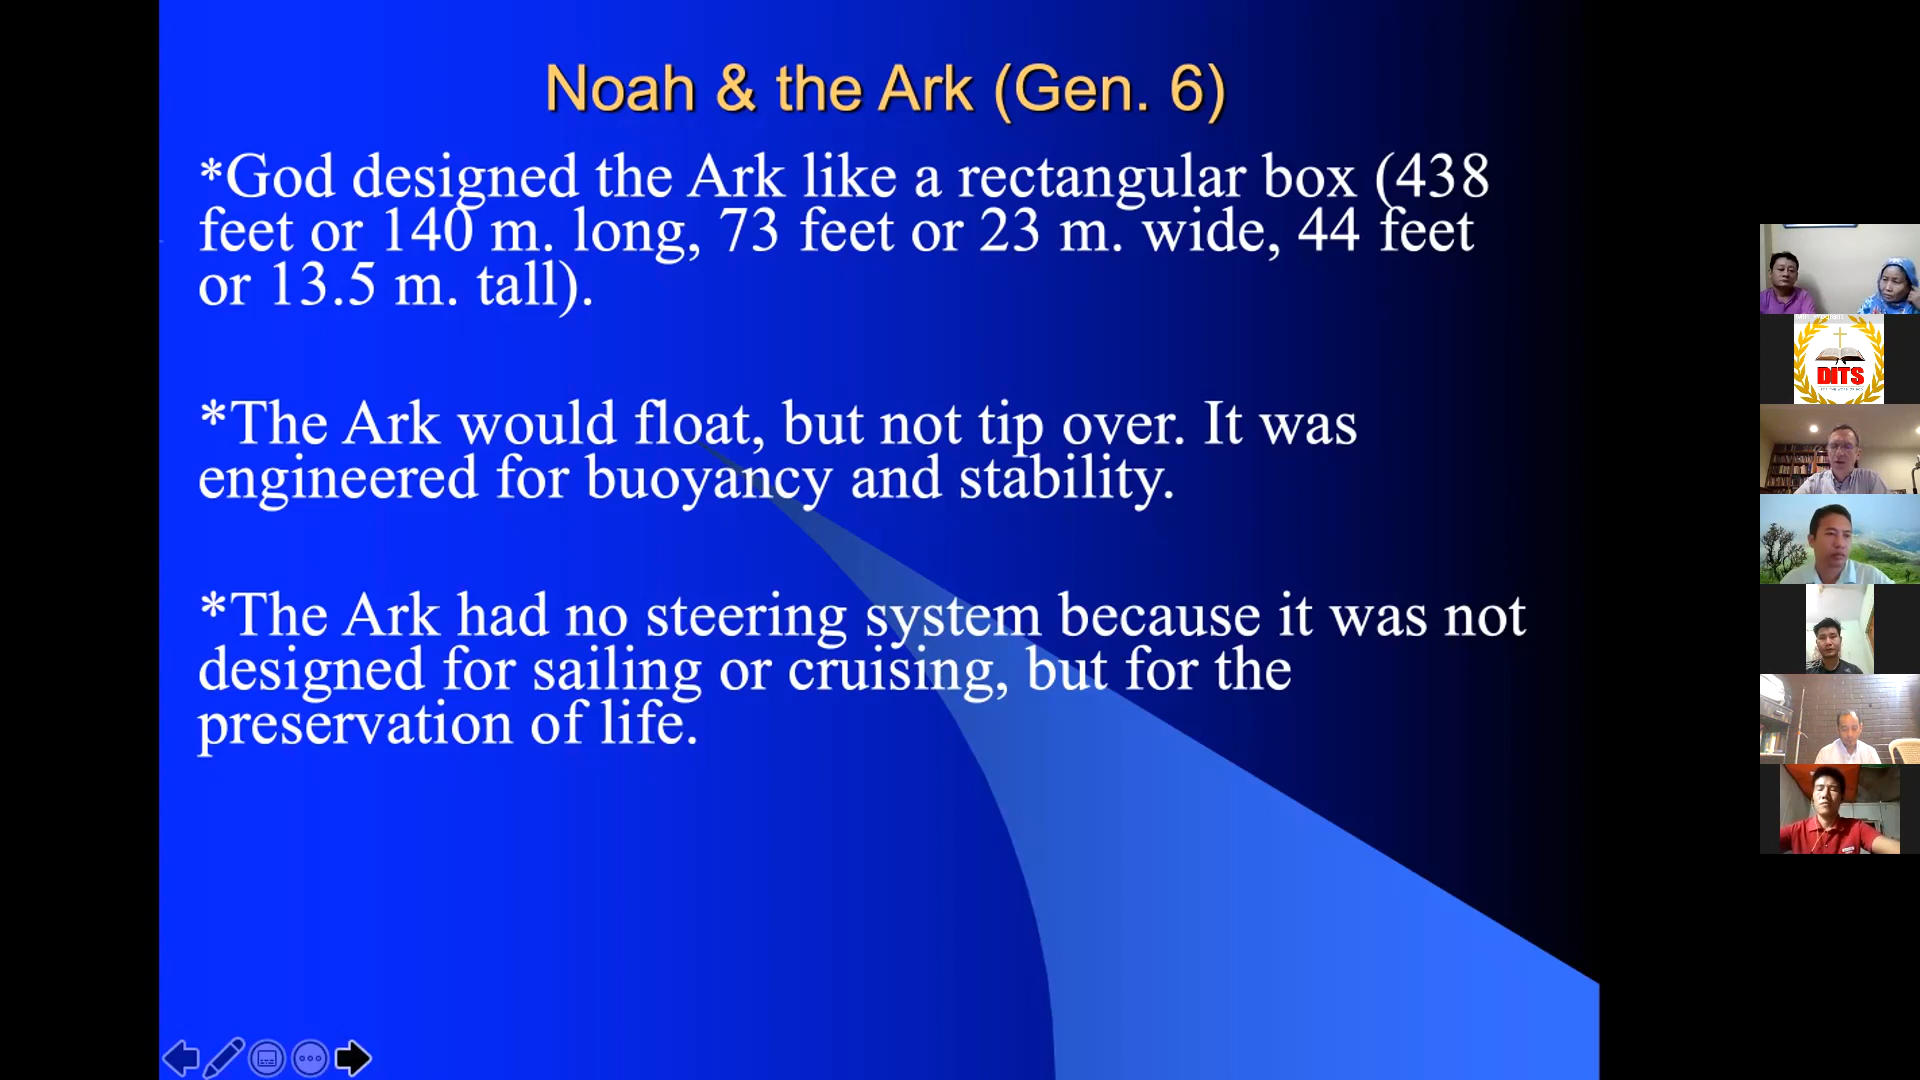 Noah & the Ark (Gen. 6)
*God designed the Ark like a rectangular box (438
feet or 140 m. long, 73 feet or 23 m. wide, 44 feet
or 13.5 m. tall).
*The Ark would float, but not tip over. It was
engineered for buoyancy and stability.
*The Ark had no steering system because it was not
designed for sailing or cruising, but for the
preservation of life.
DITS